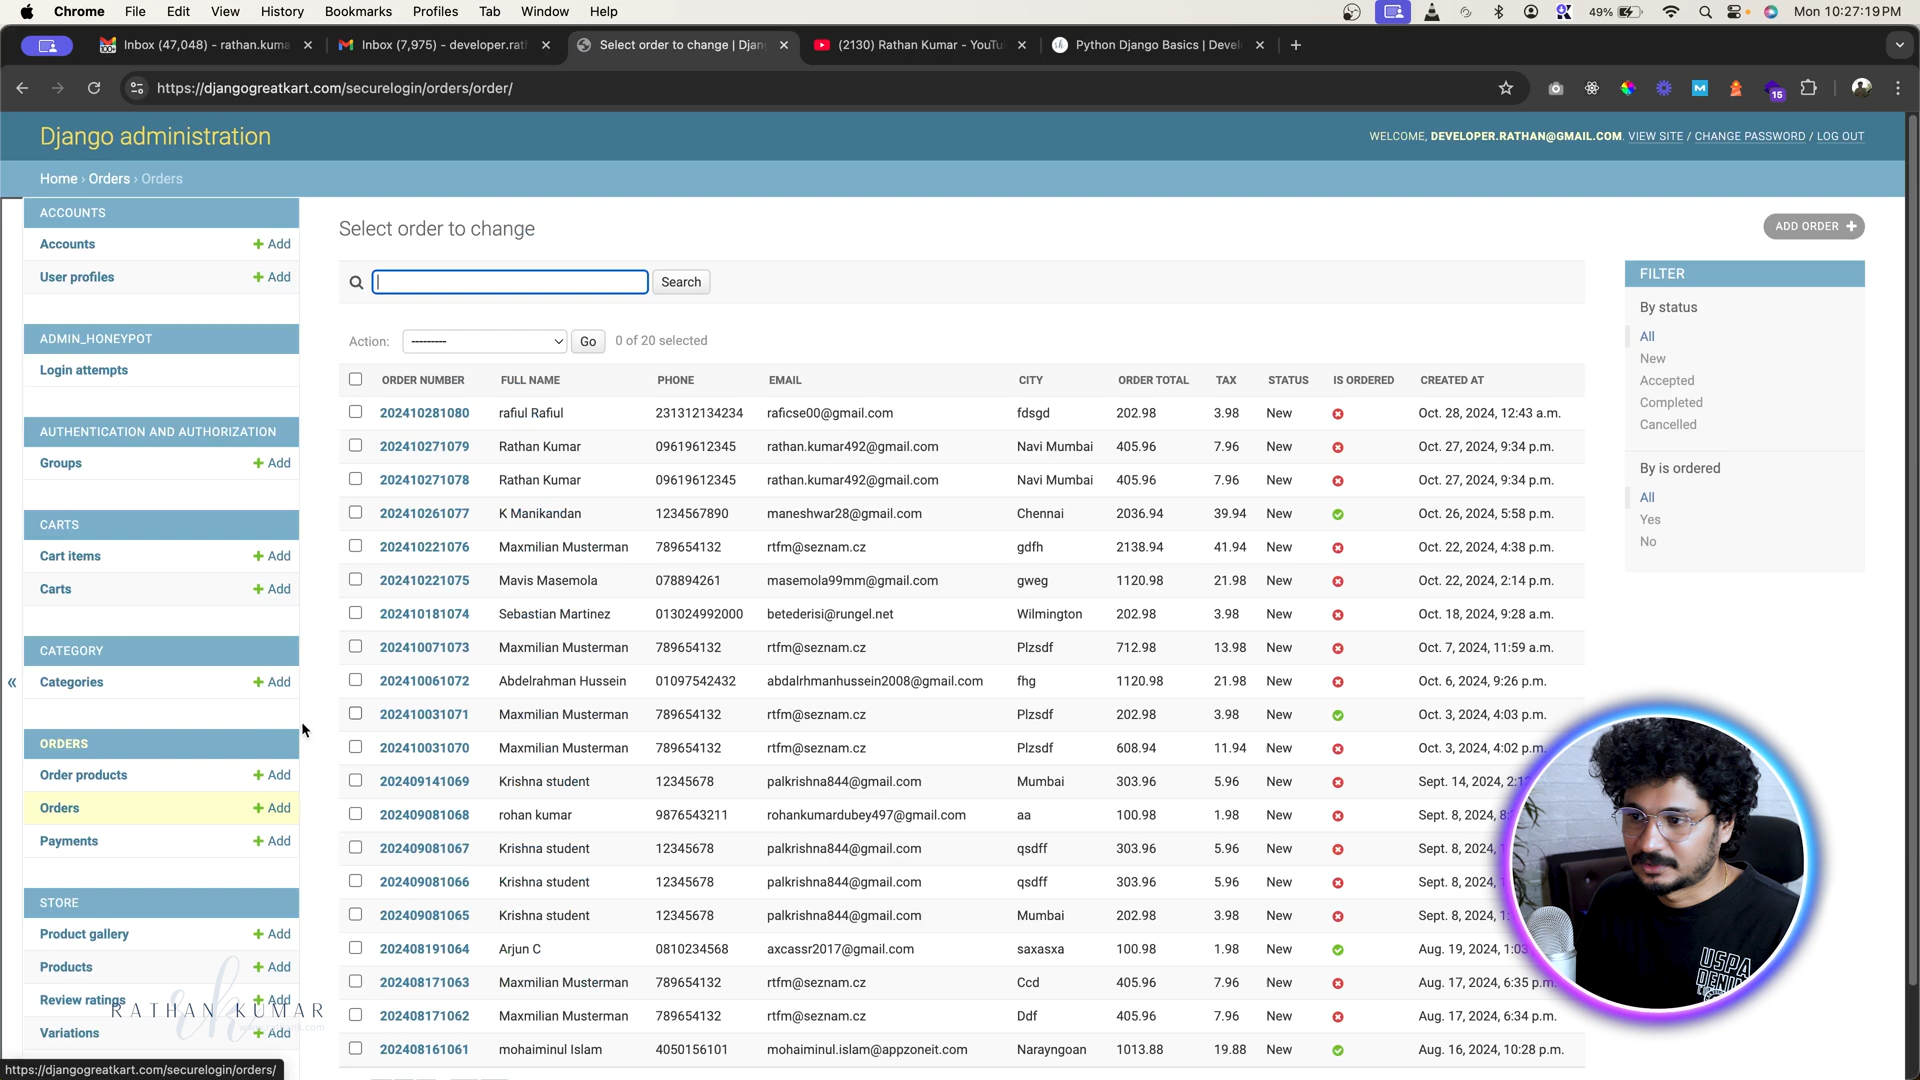 Chrome File Edit View History Bookmarks Profiles Tab Window Help 49% Mon 10:27:19 PM
Inbox (47,048) - rathan.kuma Inbox (7,975) - developer.rat Select order to change | Djan (2130) Rathan Kumar - YouTu Python Django Basics | Devel
https://djangogreatkart.com/securelogin/orders/order/ 15
Django administration
WELCOME, DEVELOPER.RATHAN@GMAIL.COM. VIEW SITE / CHANGE PASSWORD / LOG OUT
Home › Orders › Orders
ACCOUNTS
Accounts + Add
User profiles + Add
ADMIN_HONEYPOT
Login attempts
AUTHENTICATION AND AUTHORIZATION
Groups + Add
CARTS
Cart items + Add
Carts + Add
CATEGORY
Categories + Add
«
ORDERS
Order products + Add
Orders + Add
Payments + Add
STORE
Product gallery + Add
Products + Add
Review ratings + Add
Variations + Add
RATHAN KUMAR
https://djangogreatkart.com/securelogin/orders/
Select order to change
ADD ORDER +
Search
Action: --------- Go 0 of 20 selected
ORDER NUMBER FULL NAME PHONE EMAIL CITY ORDER TOTAL TAX STATUS IS ORDERED CREATED AT
202410281080 rafiul Rafiul 231312134234 raficse00@gmail.com fdsgd 202.98 3.98 New Oct. 28, 2024, 12:43 a.m.
202410271079 Rathan Kumar 09619612345 rathan.kumar492@gmail.com Navi Mumbai 405.96 7.96 New Oct. 27, 2024, 9:34 p.m.
202410271078 Rathan Kumar 09619612345 rathan.kumar492@gmail.com Navi Mumbai 405.96 7.96 New Oct. 27, 2024, 9:34 p.m.
202410261077 K Manikandan 1234567890 maneshwar28@gmail.com Chennai 2036.94 39.94 New Oct. 26, 2024, 5:58 p.m.
202410221076 Maxmilian Musterman 789654132 rtfm@seznam.cz gdfh 2138.94 41.94 New Oct. 22, 2024, 4:38 p.m.
202410221075 Mavis Masemola 078894261 masemola99mm@gmail.com gweg 1120.98 21.98 New Oct. 22, 2024, 2:14 p.m.
202410181074 Sebastian Martinez 013024992000 betederisi@rungel.net Wilmington 202.98 3.98 New Oct. 18, 2024, 9:28 a.m.
202410071073 Maxmilian Musterman 789654132 rtfm@seznam.cz Plzsdf 712.98 13.98 New Oct. 7, 2024, 11:59 a.m.
202410061072 Abdelrahman Hussein 01097542432 abdalrhmanhussein2008@gmail.com fhg 1120.98 21.98 New Oct. 6, 2024, 9:26 p.m.
202410031071 Maxmilian Musterman 789654132 rtfm@seznam.cz Plzsdf 202.98 3.98 New Oct. 3, 2024, 4:03 p.m.
202410031070 Maxmilian Musterman 789654132 rtfm@seznam.cz Plzsdf 608.94 11.94 New Oct. 3, 2024, 4:02 p.m.
202409141069 Krishna student 12345678 palkrishna844@gmail.com Mumbai 303.96 5.96 New Sept. 14, 2024, 2:1
202409081068 rohan kumar 9876543211 rohankumardubey497@gmail.com aa 100.98 1.98 New Sept. 8, 2024, 8:
202409081067 Krishna student 12345678 palkrishna844@gmail.com qsdff 303.96 5.96 New Sept. 8, 2024, 1
202409081066 Krishna student 12345678 palkrishna844@gmail.com qsdff 303.96 5.96 New Sept. 8, 2024,
202409081065 Krishna student 12345678 palkrishna844@gmail.com Mumbai 202.98 3.98 New Sept. 8, 2024, 1:
202408191064 Arjun C 0810234568 axcassr2017@gmail.com saxasxa 100.98 1.98 New Aug. 19, 2024, 1:03
202408171063 Maxmilian Musterman 789654132 rtfm@seznam.cz Ccd 405.96 7.96 New Aug. 17, 2024, 6:35 p.m.
202408171062 Maxmilian Musterman 789654132 rtfm@seznam.cz Ddf 405.96 7.96 New Aug. 17, 2024, 6:34 p.m.
202408161061 mohaiminul Islam 4050156101 mohaiminul.islam@appzoneit.com Narayngoan 1013.88 19.88 New Aug. 16, 2024, 10:28 p.m.
FILTER
By status
All
New
Accepted
Completed
Cancelled
By is ordered
All
Yes
No
USPA
DENIM